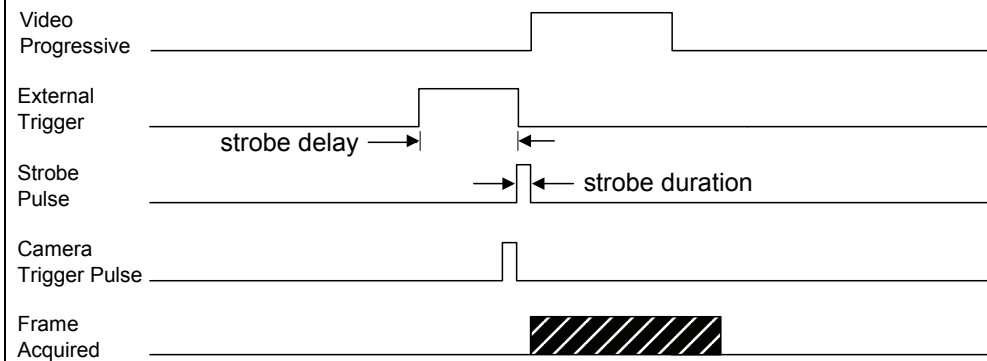 Video
Progressive
External
Trigger
strobe delay
Strobe
Pulse
strobe duration
Camera
Trigger Pulse
Frame
Acquired